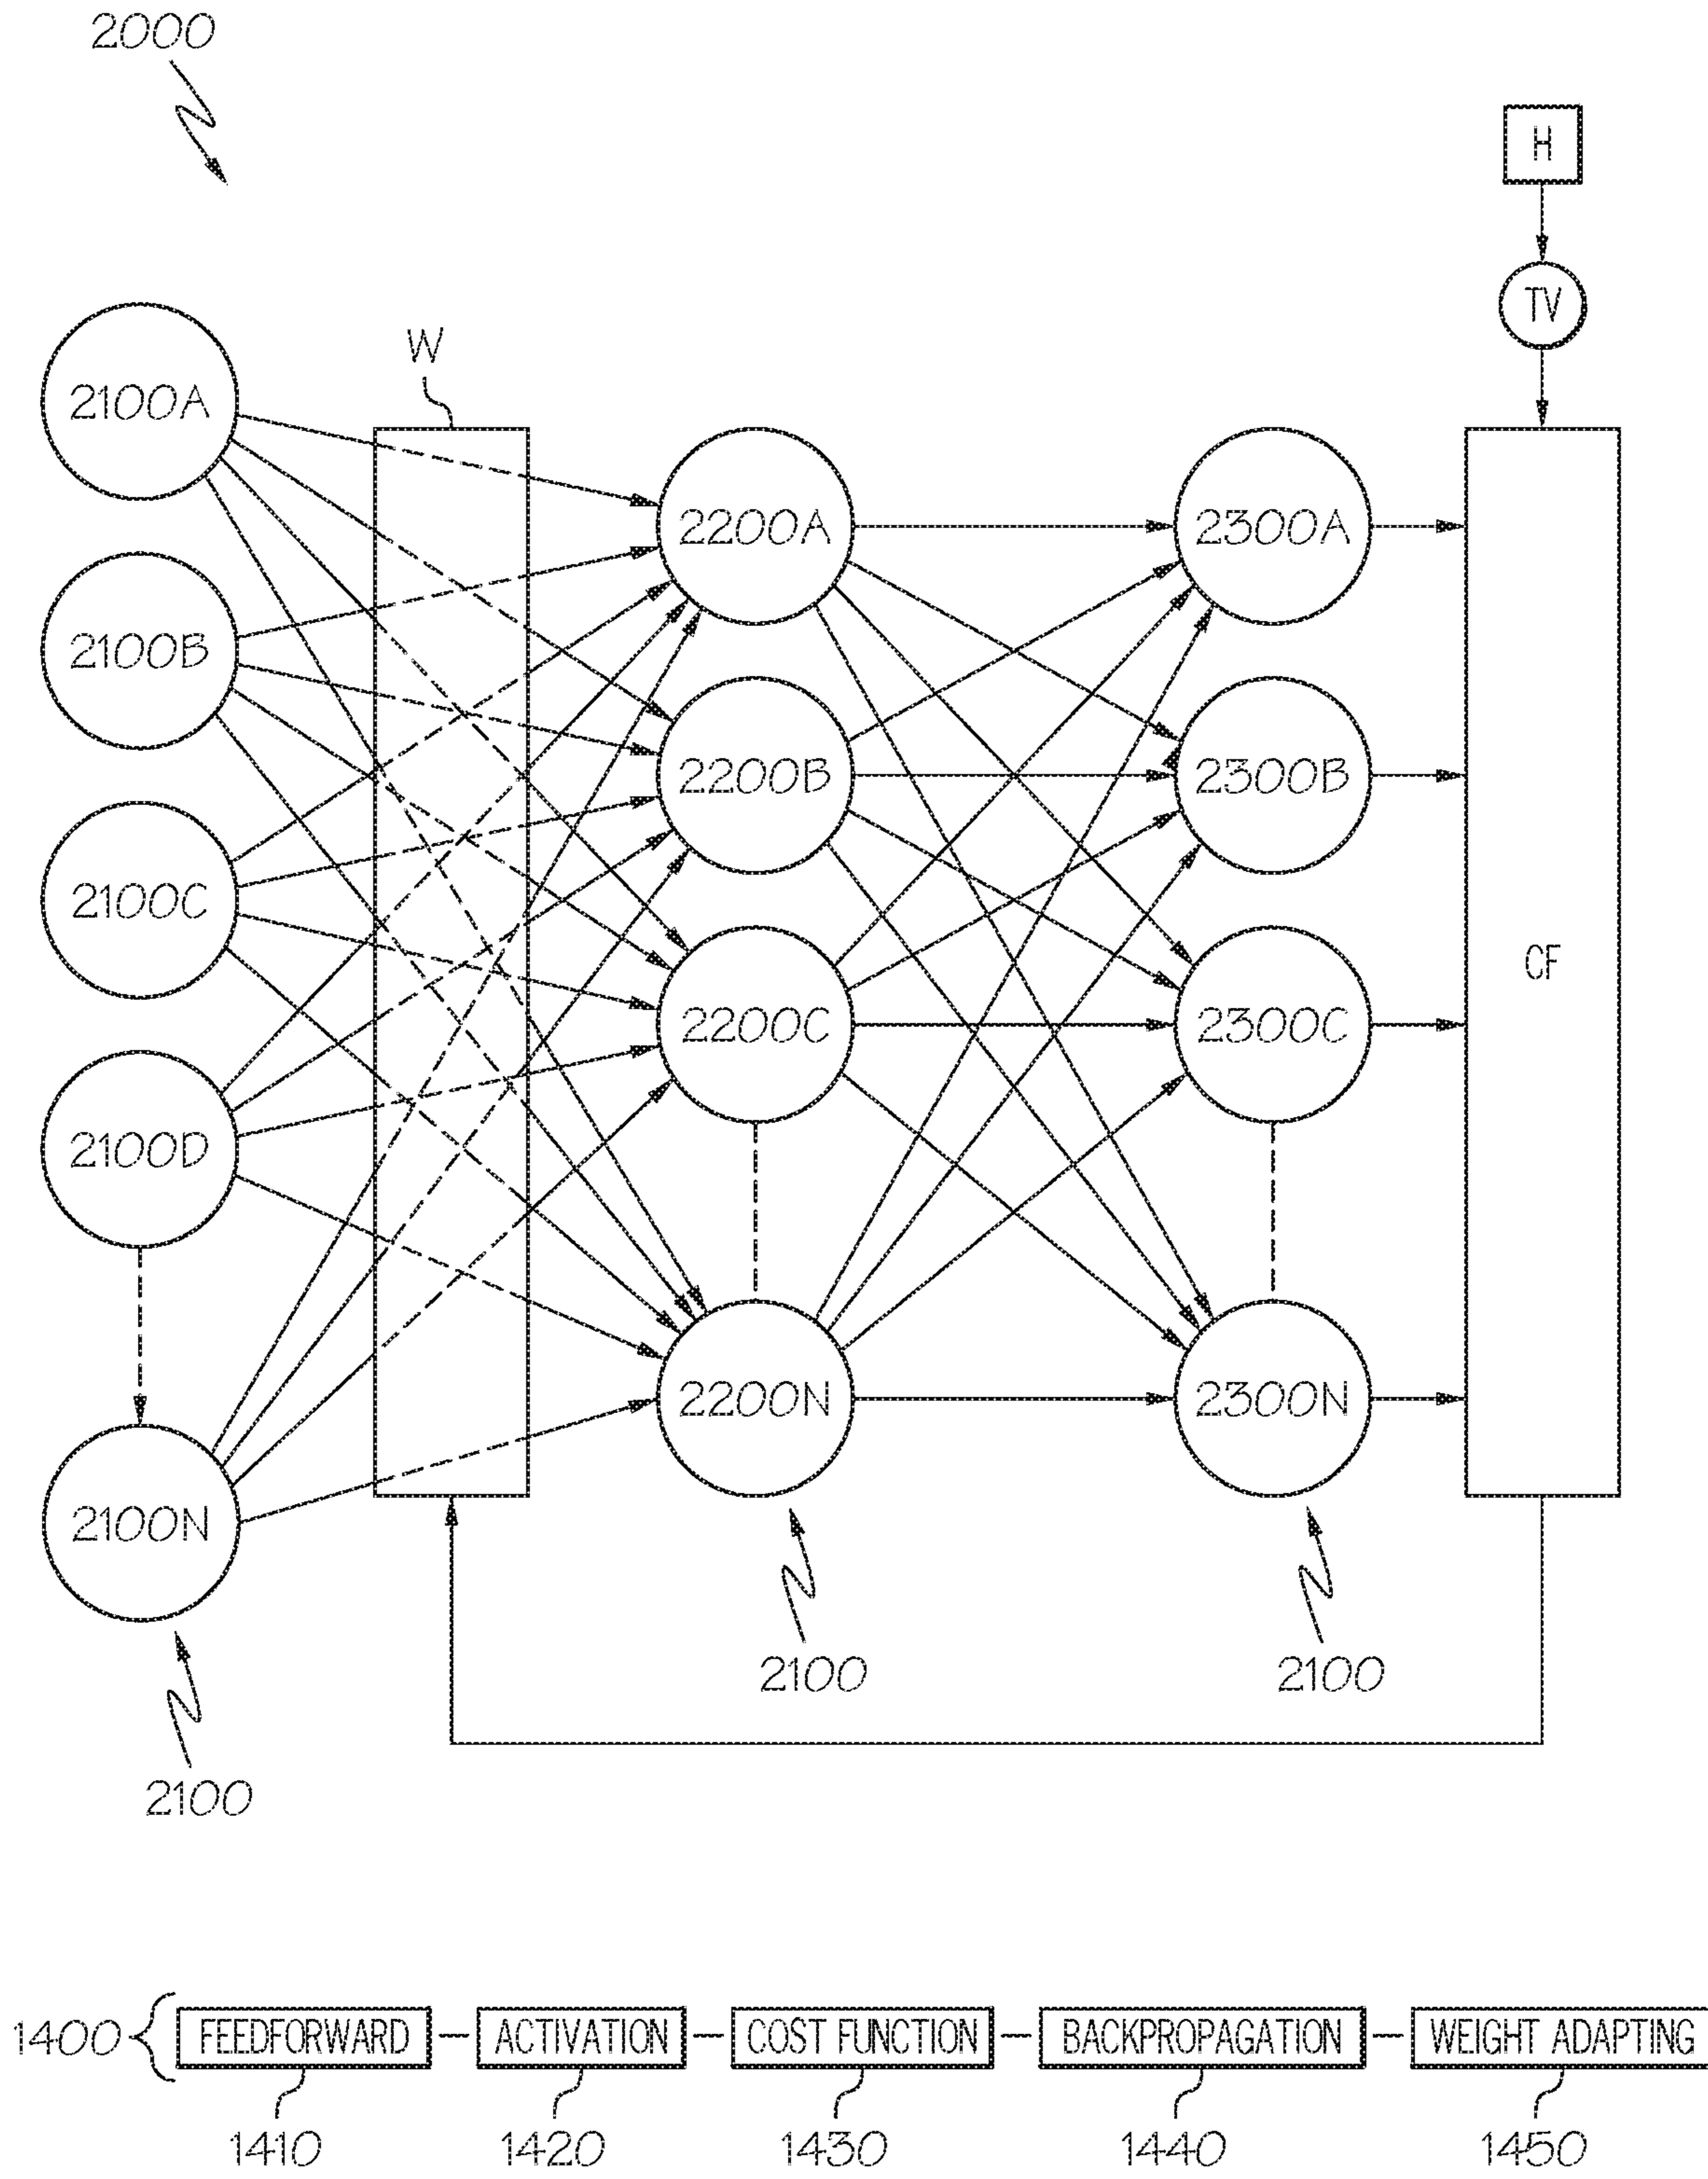 2000
H
TV
W
2100A
2200A
2300A
2100B
2200B
2300B
2100C
CF
2200C
2300C
2100D
2200N
2300N
2100N
2100
2100
2100
1400
FEEDFORWARD
ACTIVATION
COST FUNCTION
BACKPROPAGATION
WEIGHT ADAPTING
1410
1420
1430
1440
1450